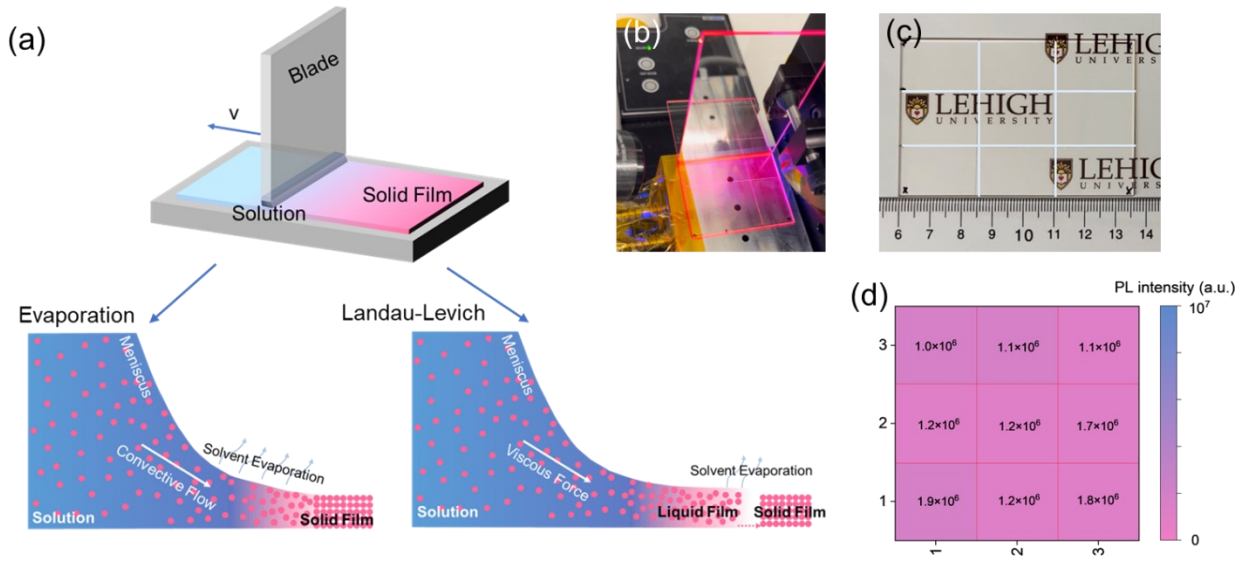 (a)
Blade
v
Solution
Solid Film
(b)
(c)
LEHIGH
UNIVERSITY
LEHIGH
UNIVERSITY
LEHIGH
UNIVERS
6 7 8 9 10 11 12 13 14
Evaporation
Meniscus
Convective Flow
Solvent Evaporation
Solution
Solid Film
Landau-Levich
Meniscus
Viscous Force
Solvent Evaporation
Solution
Liquid Film
Solid Film
(d)
PL intensity (a.u.)
10⁷
0
3
1.0×10⁶ 1.1×10⁶ 1.1×10⁶
2
1.2×10⁶ 1.2×10⁶ 1.7×10⁶
1
1.9×10⁶ 1.2×10⁶ 1.8×10⁶
1 2 3